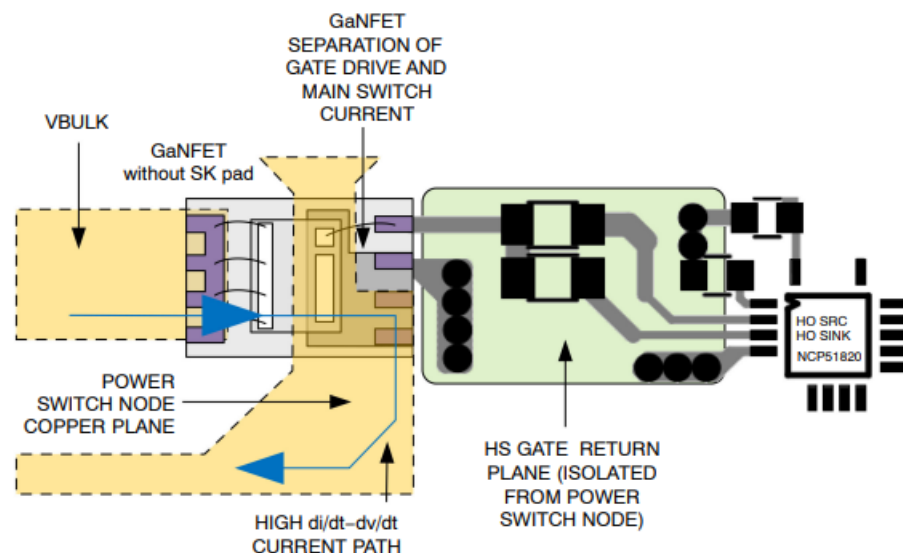 GaNFET
SEPARATION OF
GATE DRIVE AND
MAIN SWITCH
CURRENT
VBULK
GaNFET
without SK pad
HO SRC
HO SINK
NCP51820
POWER
SWITCH NODE
COPPER PLANE
HS GATE RETURN
PLANE (ISOLATED
FROM POWER
SWITCH NODE)
HIGH di/dt–dv/dt
CURRENT PATH